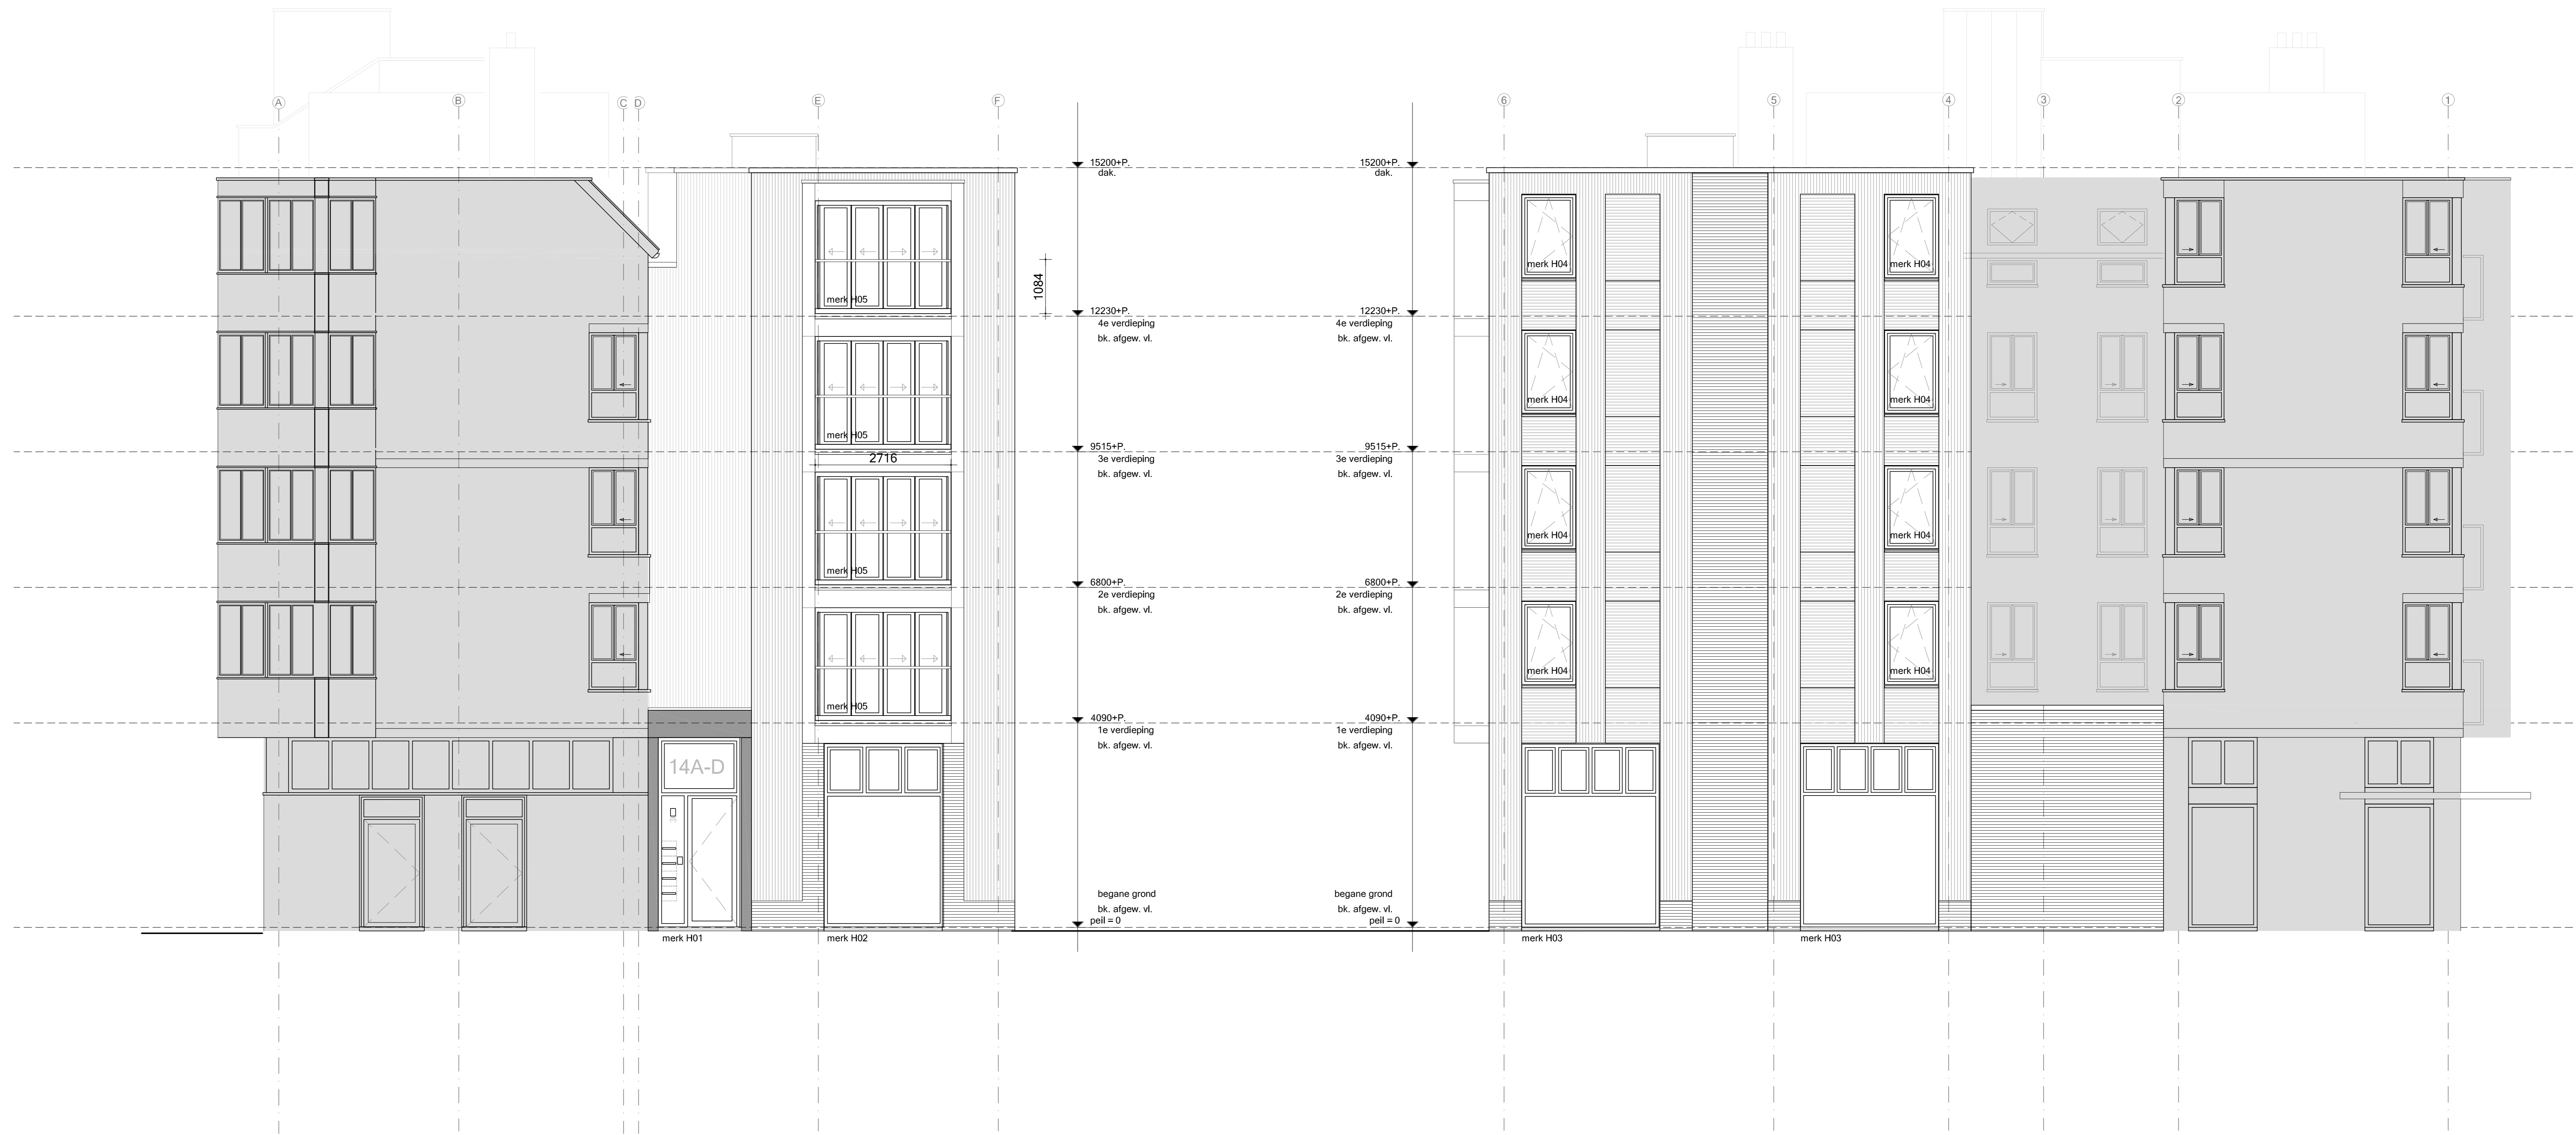 A B C D E F 6 5 4 3 2 1
15200+P. 15200+P.
dak. dak.
merk H04 merk H04
1084
merk H05
12230+P. 12230+P.
4e verdieping 4e verdieping
bk. afgew. vl. bk. afgew. vl.
merk H04 merk H04
merk H05
9515+P. 9515+P.
2716
3e verdieping 3e verdieping
bk. afgew. vl. bk. afgew. vl.
merk H04 merk H04
merk H05
6800+P. 6800+P.
2e verdieping 2e verdieping
bk. afgew. vl. bk. afgew. vl.
merk H04 merk H04
merk H05
4090+P. 4090+P.
1e verdieping 1e verdieping
bk. afgew. vl. bk. afgew. vl.
14A-D
begane grond begane grond
bk. afgew. vl. bk. afgew. vl.
peil = 0 peil = 0
merk H01 merk H02 merk H03 merk H03